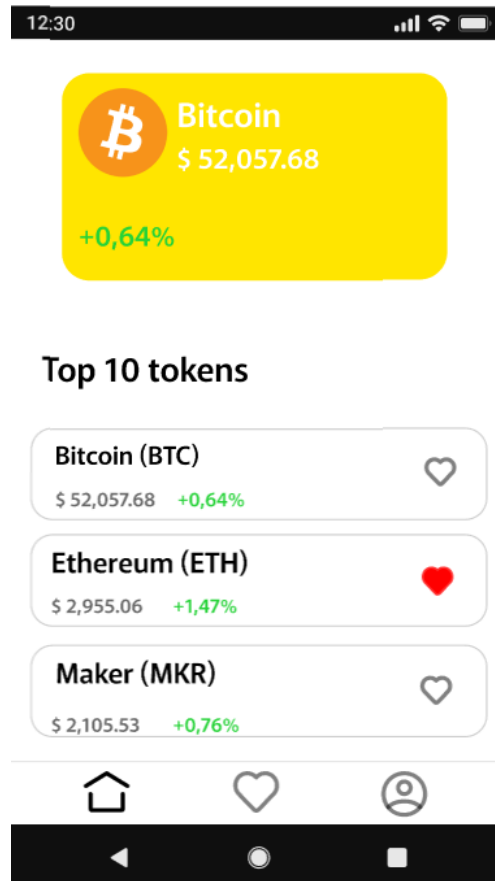 12:30
Bitcoin
$ 52,057.68
+0,64%
Top 10 tokens
Bitcoin (BTC)
$ 52,057.68 +0,64%
Ethereum (ETH)
$ 2,955.06 +1,47%
Maker (MKR)
$ 2,105.53 +0,76%